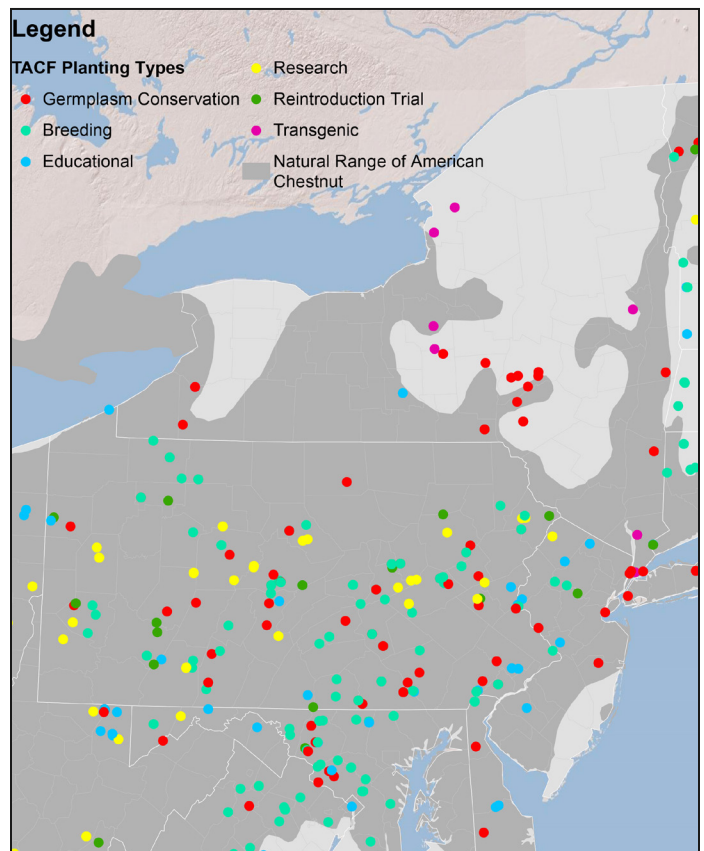 Legend
TACF Planting Types
Germplasm Conservation
Breeding
Educational
Research
Reintroduction Trial
Transgenic
Natural Range of American
Chestnut